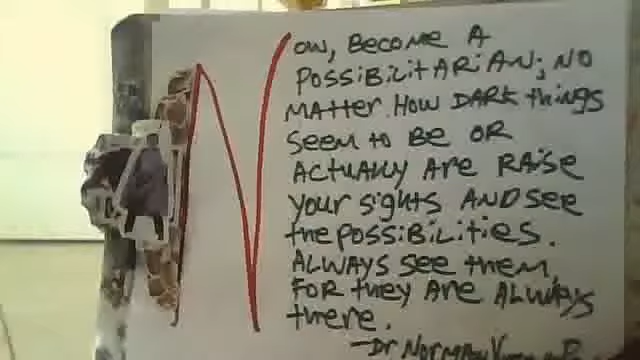 Now, BECOME A
POSSIBILITARIAN; NO
MATTER HOW DARK things
SEEM to BE OR
ACTUALLY ARE RAISE
YOUR SIGHTS AND SEE
the POSSIBILITIES.
ALWAYS SEE them,
FOR they ARE ALWAYS
there.
—Dr NORMAN V